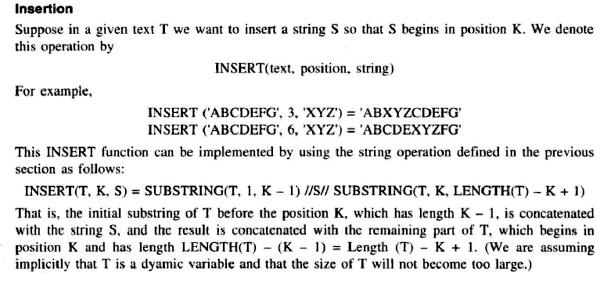 Insertion
Suppose in a given text T we want to insert a string S so that S begins in position K. We denote
this operation by
INSERT(text, position, string)
For example,
INSERT ('ABCDEFG', 3, 'XYZ') = 'ABXYZCDEFG'
INSERT ('ABCDEFG', 6, 'XYZ') = 'ABCDEXYZFG'
This INSERT function can be implemented by using the string operation defined in the previous
section as follows:
INSERT(T, K, S) = SUBSTRING(T, 1, K – 1) //S// SUBSTRING(T, K, LENGTH(T) – K + 1)
That is, the initial substring of T before the position K, which has length K – 1, is concatenated
with the string S, and the result is concatenated with the remaining part of T, which begins in
position K and has length LENGTH(T) – (K – 1) = Length (T) – K + 1. (We are assuming
implicitly that T is a dyamic variable and that the size of T will not become too large.)